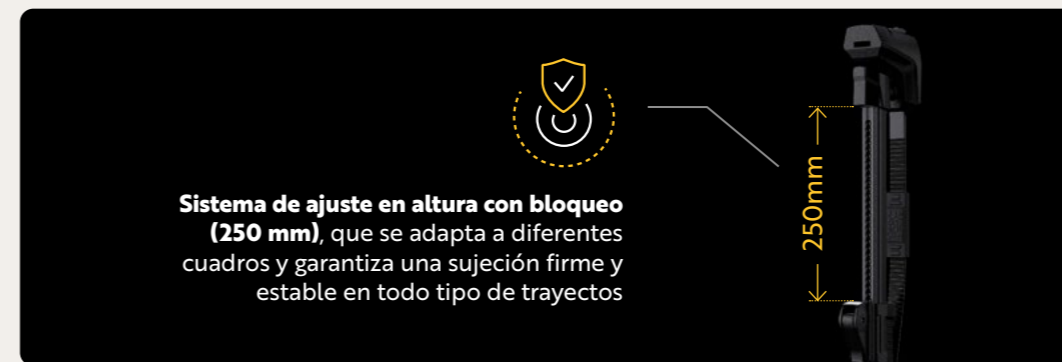 Sistema de ajuste en altura con bloqueo
(250 mm), que se adapta a diferentes
cuadros y garantiza una sujeción firme y
estable en todo tipo de trayectos
250mm